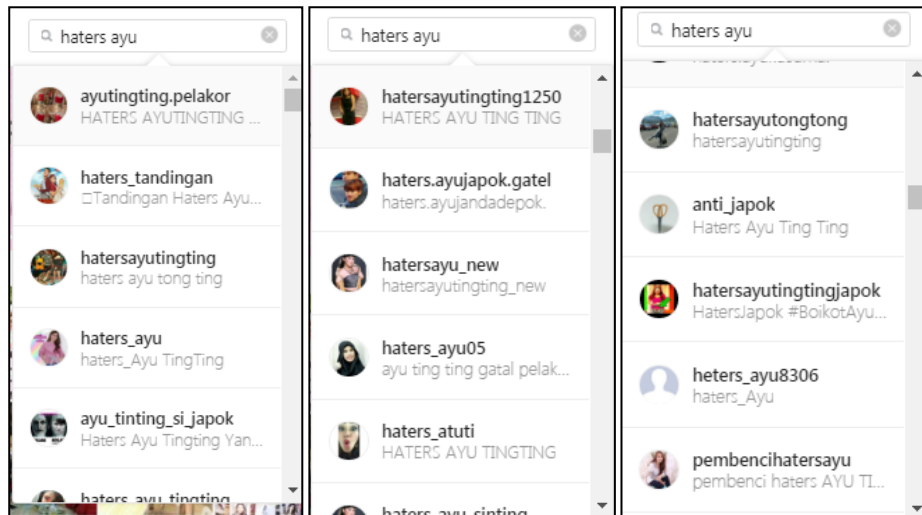 haters ayu
ayutingting.pelakor
HATERS AYUTINGTING ...
haters_tandingan
□Tandingan Haters Ayu...
hatersayutingting
haters ayu tong ting
haters_ayu
haters_Ayu TingTing
ayu_tinting_si_japok
Haters Ayu Tingting Yan...
haters_ayu_tingting
haters ayu
hatersayutingting1250
HATERS AYU TING TING
haters.ayujapok.gatel
haters.ayujandadepok.
hatersayu_new
hatersayutingting_new
haters_ayu05
ayu ting ting gatal pelak...
haters_atuti
HATERS AYU TINGTING
haters_ayu_sinting
haters ayu
hatersayutongtong
hatersayutingting
anti_japok
Haters Ayu Ting Ting
hatersayutingtingjapok
HatersJapok #BoikotAyu...
heters_ayu8306
haters_Ayu
pembencihatersayu
pembenci haters AYU TI...